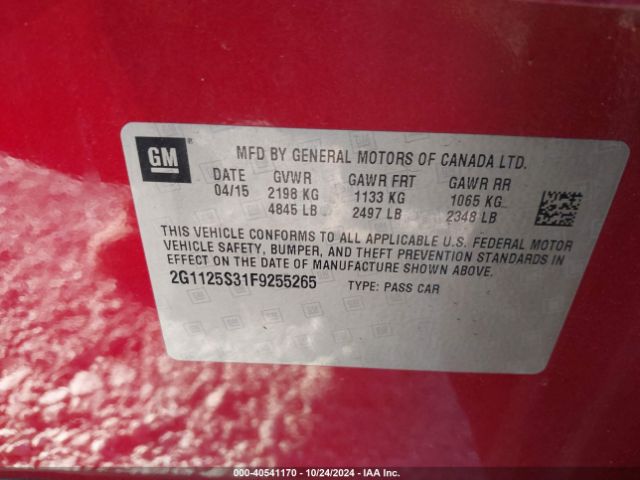 GM ®
MFD BY GENERAL MOTORS OF CANADA LTD.
DATE GVWR GAWR FRT GAWR RR
04/15 2198 KG 1133 KG 1065 KG
4845 LB 2497 LB 2348 LB
THIS VEHICLE CONFORMS TO ALL APPLICABLE U.S. FEDERAL MOTOR
VEHICLE SAFETY, BUMPER, AND THEFT PREVENTION STANDARDS IN
EFFECT ON THE DATE OF MANUFACTURE SHOWN ABOVE.
2G1125S31F9255265 TYPE: PASS CAR
000-40541170 - 10/24/2024 - IAA Inc.